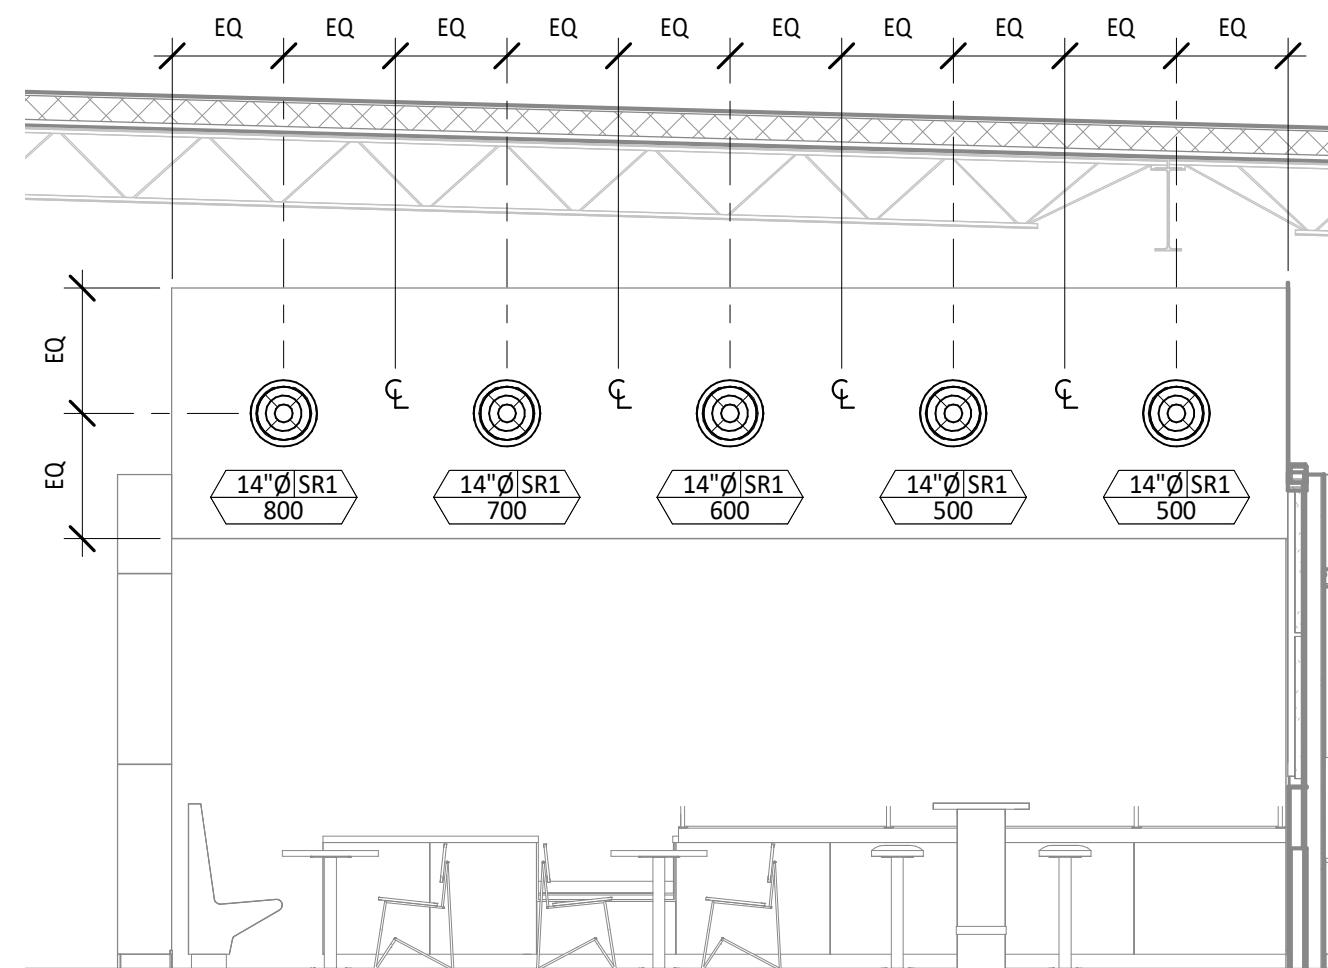 EQ EQ EQ EQ EQ EQ EQ EQ EQ EQ
EQ
℄ ℄ ℄ ℄
EQ
14"Ø SR1 14"Ø SR1 14"Ø SR1 14"Ø SR1 14"Ø SR1
800 700 600 500 500